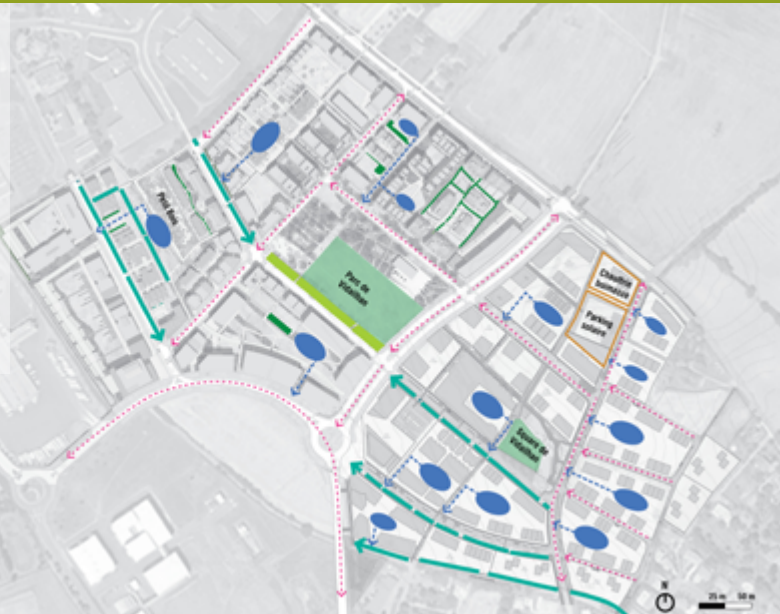 Petit Bois
Parc de
Vidailhan
Chaufferie
biomasse
Parking
solaire
Square de
Vidailhan
N
25 m 50 m